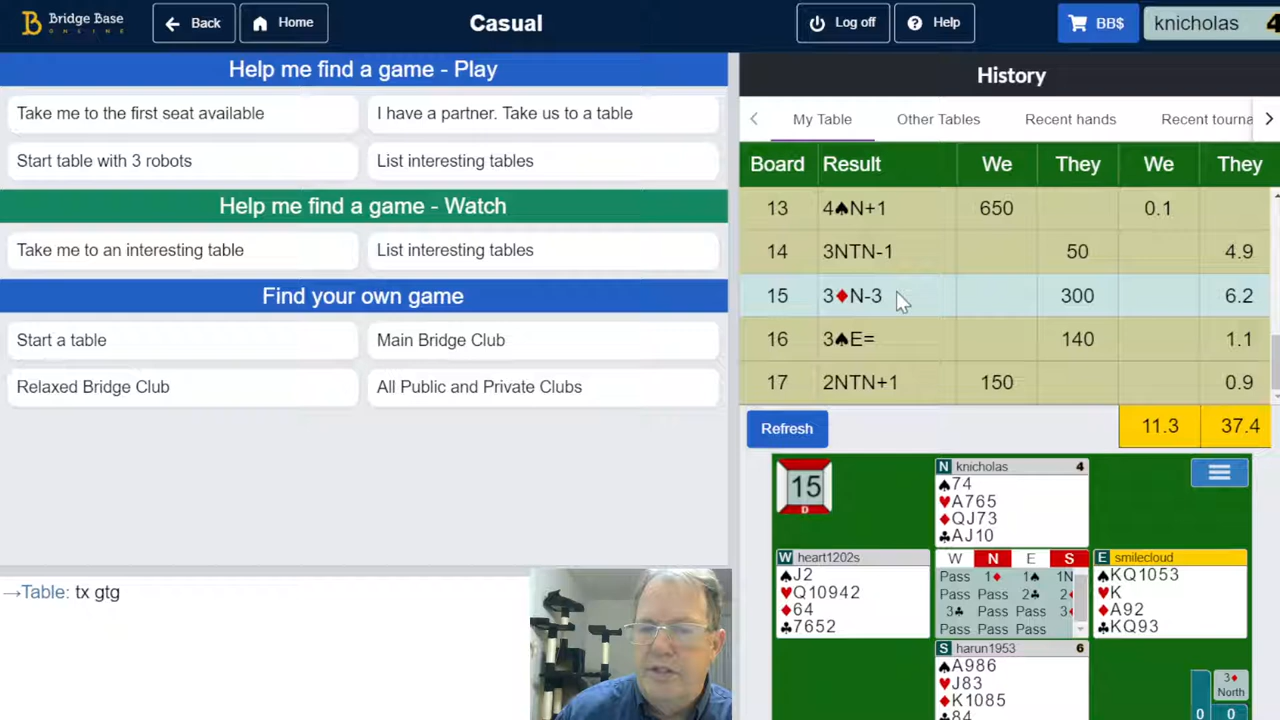 Bridge Base
ONLINE
Back
Home
Casual
Log off
Help
BB$
knicholas 4
Help me find a game - Play
Take me to the first seat available
I have a partner. Take us to a table
Start table with 3 robots
List interesting tables
Help me find a game - Watch
Take me to an interesting table
List interesting tables
Find your own game
Start a table
Main Bridge Club
Relaxed Bridge Club
All Public and Private Clubs
→Table: tx gtg
History
My Table Other Tables Recent hands Recent tourna
Board Result We They We They
13 4♠N+1 650 0.1
14 3NTN-1 50 4.9
15 3♦N-3 300 6.2
16 3♠E= 140 1.1
17 2NTN+1 150 0.9
Refresh
11.3 37.4
15
D
N knicholas 4
♠74
♥A765
♦QJ73
♣AJ10
W heart1202s
♠J2
♥Q10942
♦64
♣7652
W N E S
Pass 1♦ 1♠ 1N
Pass Pass 2♣ 2♦
3♣ Pass Pass 3♦
Pass Pass Pass
E smilecloud
♠KQ1053
♥K
♦A92
♣KQ93
S harun1953 6
♠A986
♥J83
♦K1085
♣84
3♦
North
0 0